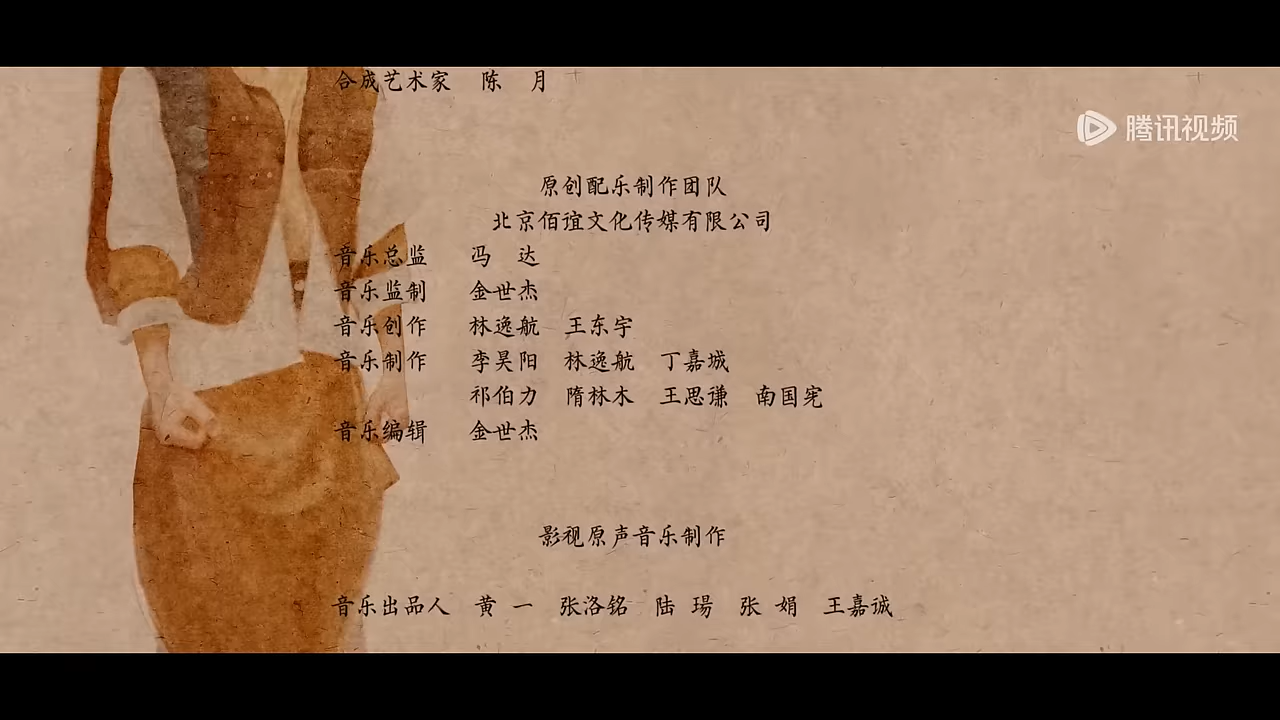 合成艺术家 陈 月
腾讯视频
原创配乐制作团队
北京佰谊文化传媒有限公司
音乐总监 冯 达
音乐监制 金世杰
音乐创作 林逸航 王东宇
音乐制作 李昊阳 林逸航 丁嘉城
祁伯力 隋林木 王思谦 南国宪
音乐编辑 金世杰
影视原声音乐制作
音乐出品人 黄 一 张洛铭 陆 瑒 张 娟 王嘉诚